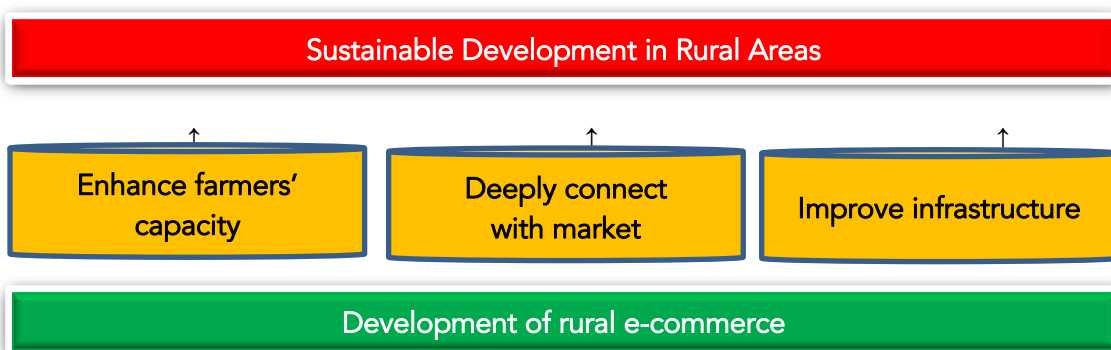 Sustainable Development in Rural Areas
↑ ↑ ↑
Enhance farmers’
capacity
Deeply connect
with market
Improve infrastructure
Development of rural e-commerce